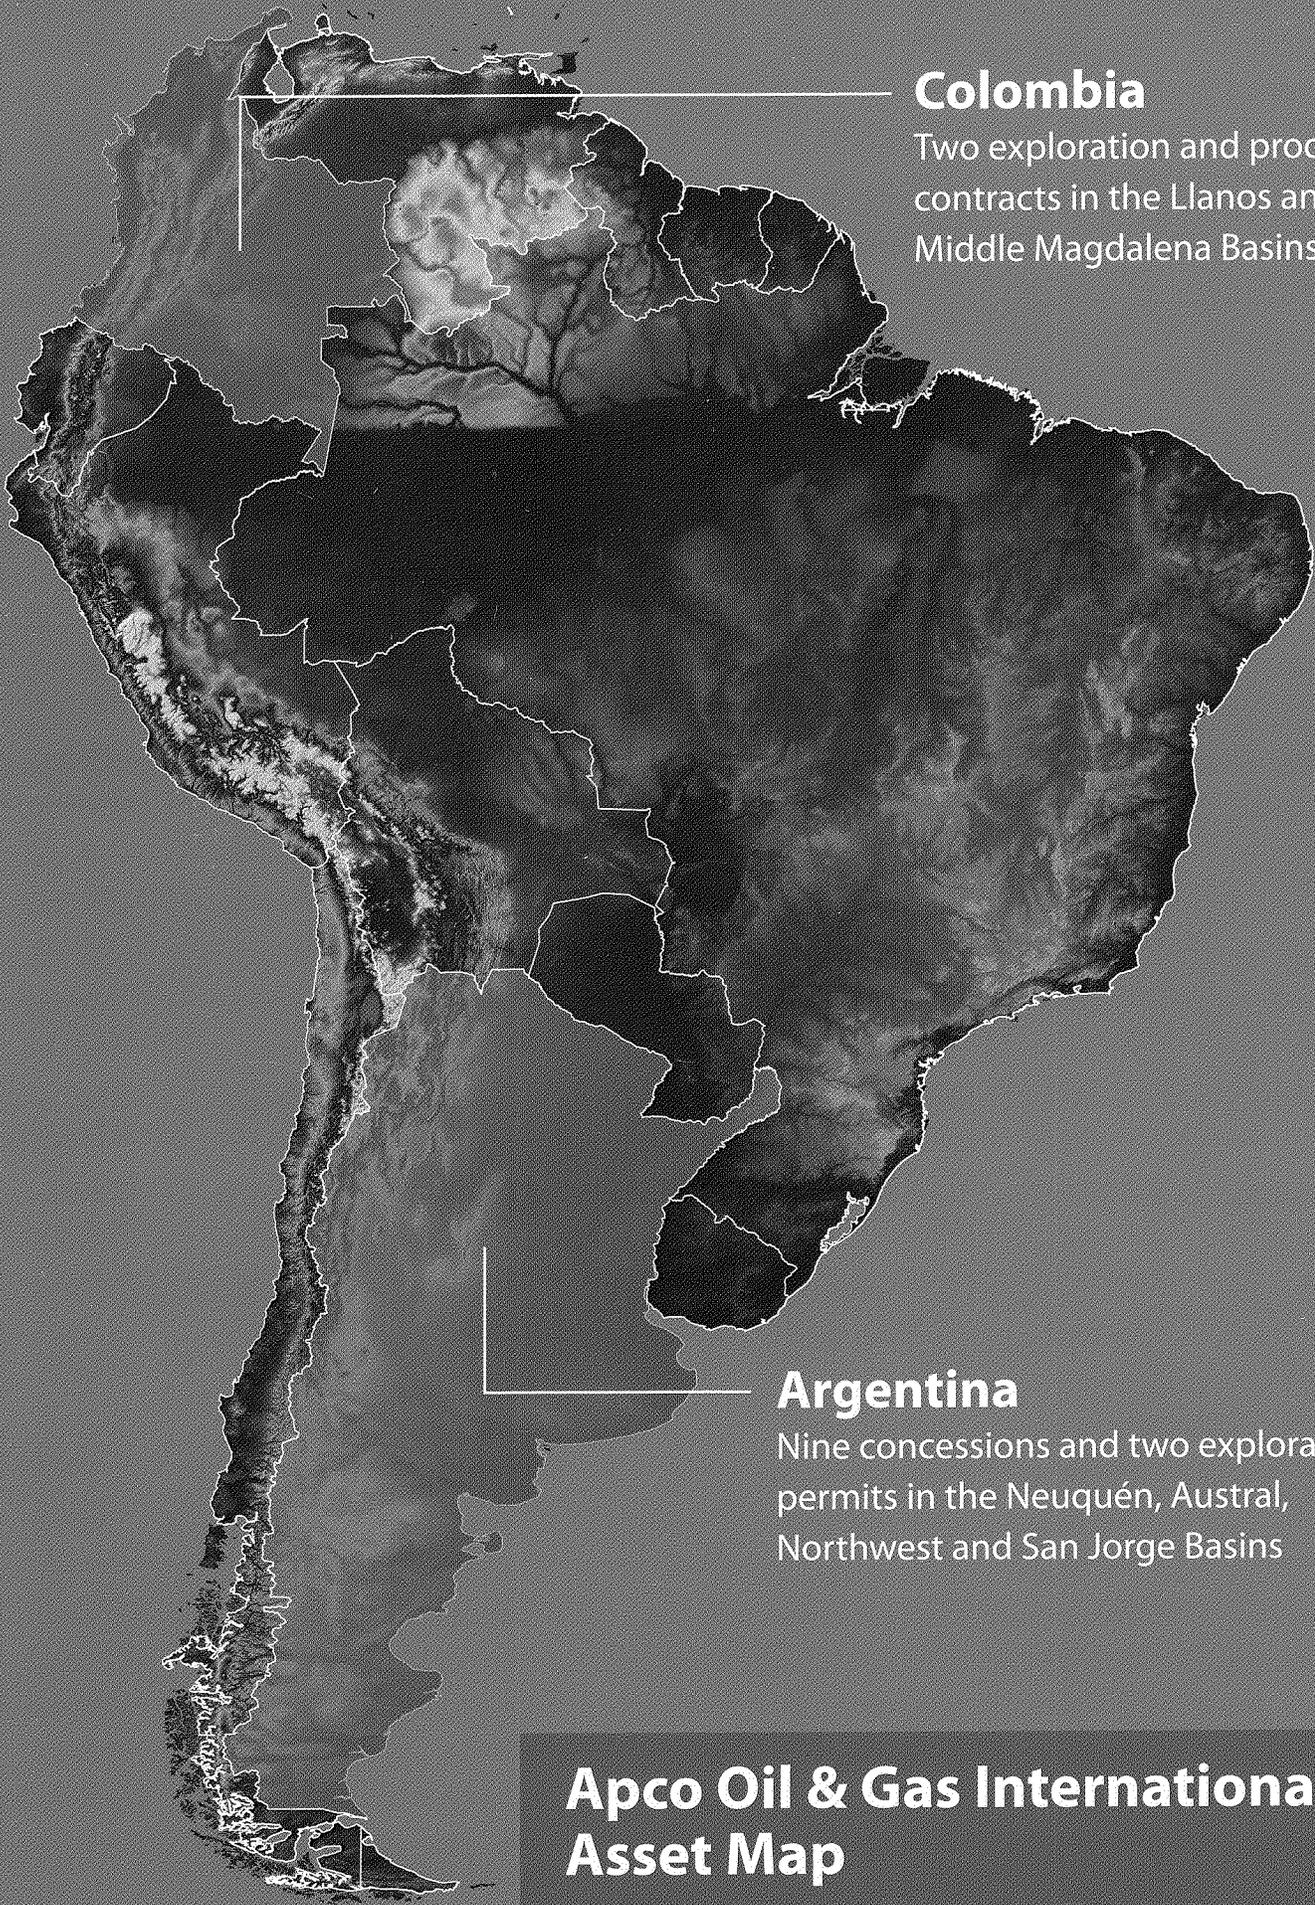 Colombia
Two exploration and proc
contracts in the Llanos an
Middle Magdalena Basins
Argentina
Nine concessions and two explora
permits in the Neuquén, Austral,
Northwest and San Jorge Basins
Apco Oil & Gas Internationa
Asset Map